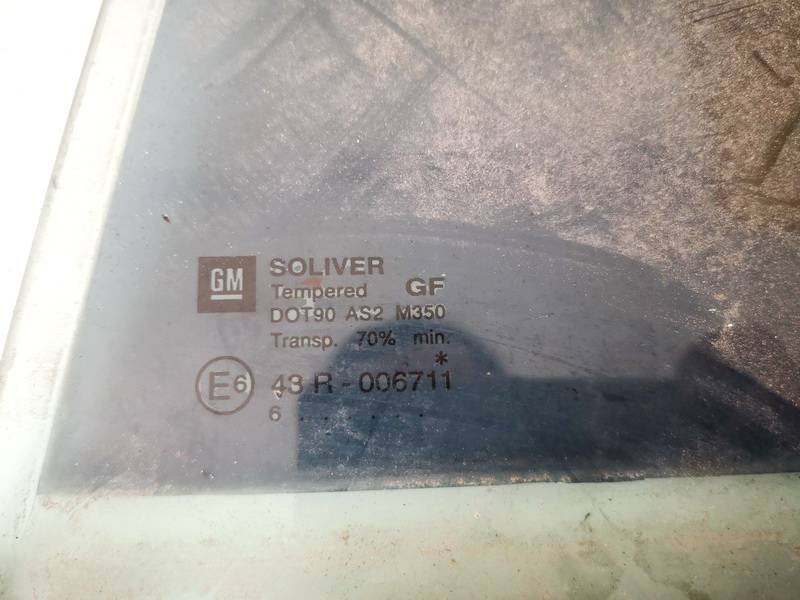 GM
SOLIVER
Tempered GF
DOT90 AS2 M350
Transp. 70% min.
*
E6 43 R - 006711
6 . . . . . .